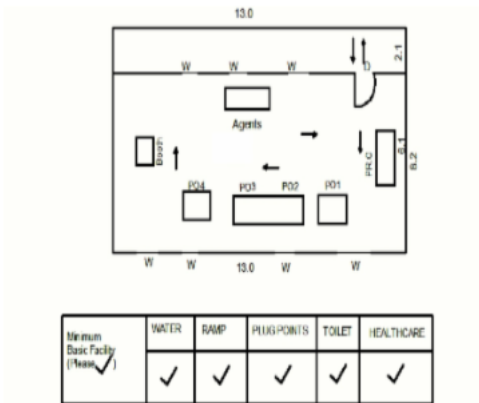 13.0
2.1
W W W D
Agents
Booth
PR.O
6.1
8.2
PO4 PO3 PO2 PO1
W W 13.0 W W
Minimum
Basic Facility
(Please ✓)
WATER RAMP PLUG POINTS TOILET HEALTHCARE
✓ ✓ ✓ ✓ ✓